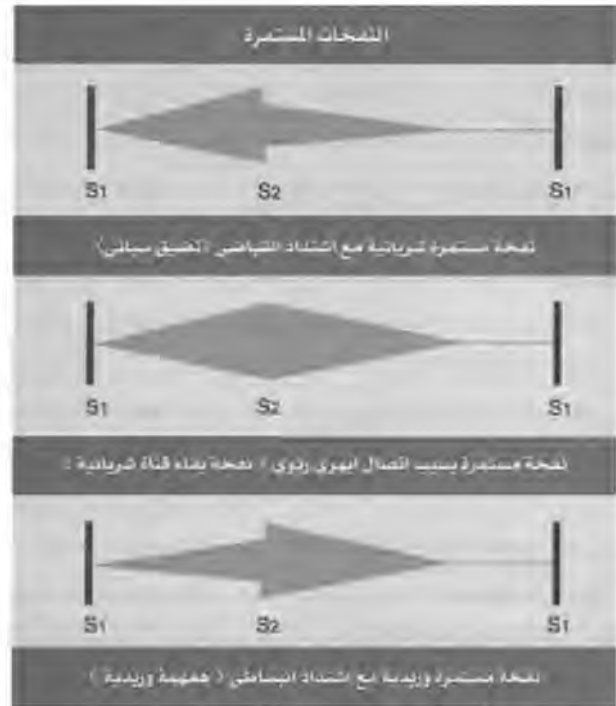 النفخات المستمرة
S1 S2 S1
نفخة مستمرة شريانية مع اشتداد انقباضي (تضيق سباتي)
S1 S2 S1
نفخة مستمرة بسبب اتصال ابهري رئوي ( نفخة بقاء قناة شريانية )
S1 S2 S1
نفخة مستمرة وريدية مع اشتداد انبساطي ( همهمة وريدية )